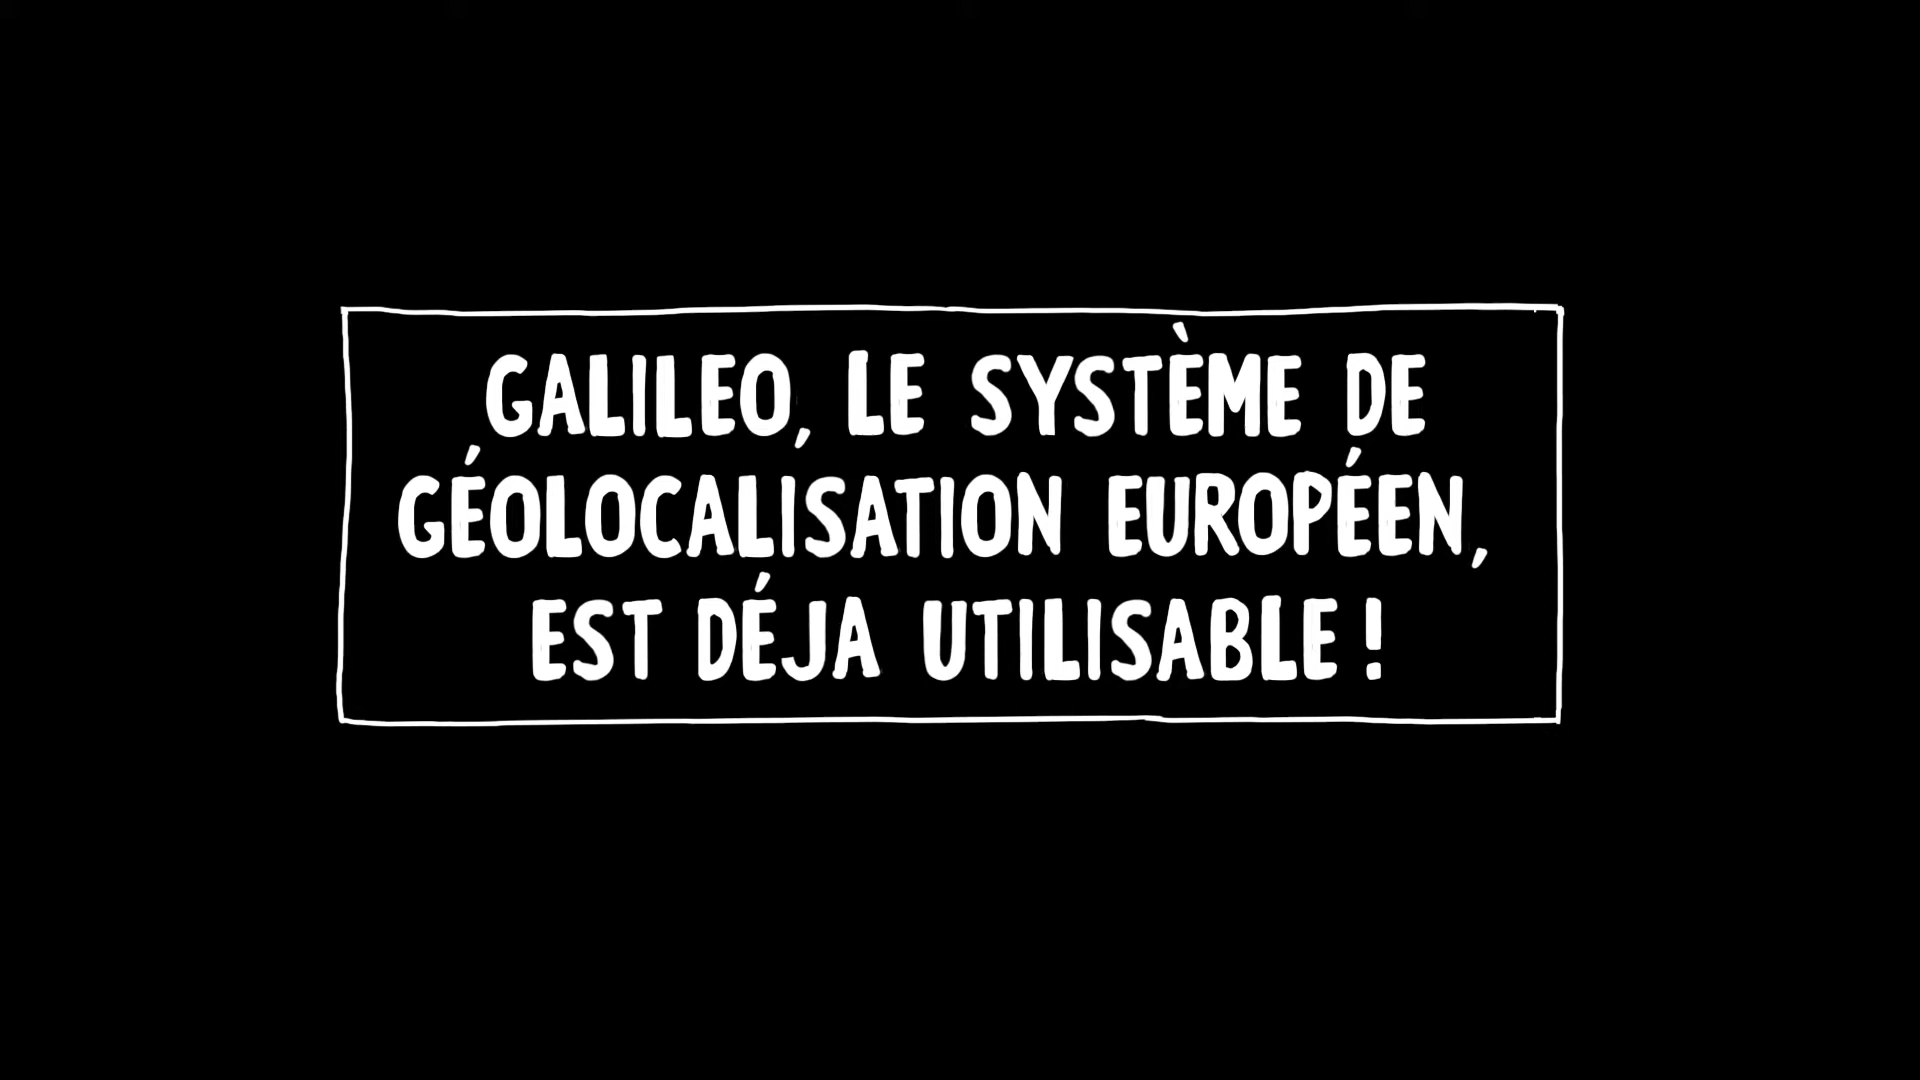 GALILEO, LE SYSTÈME DE
GÉOLOCALISATION EUROPÉEN,
EST DÉJA UTILISABLE !